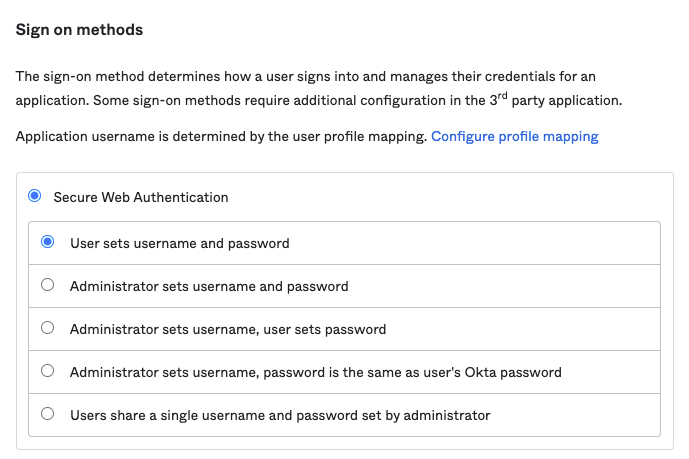 Sign on methods
The sign-on method determines how a user signs into and manages their credentials for an
application. Some sign-on methods require additional configuration in the 3rd party application.
Application username is determined by the user profile mapping. Configure profile mapping
Secure Web Authentication
User sets username and password
Administrator sets username and password
Administrator sets username, user sets password
Administrator sets username, password is the same as user's Okta password
Users share a single username and password set by administrator